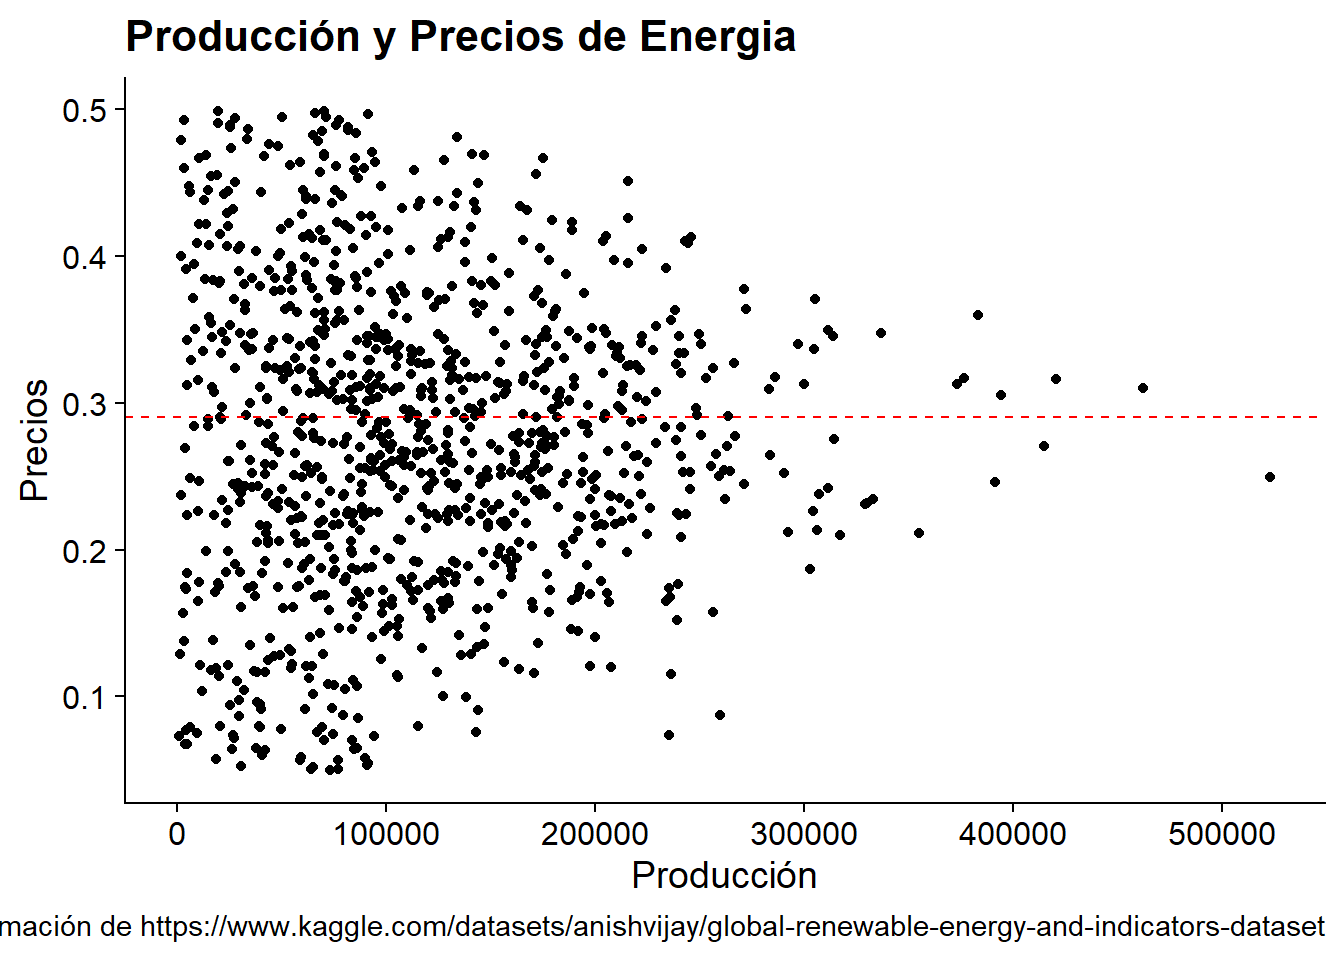 Producción y Precios de Energia
0.5
0.4
0.3
0.2
0.1
Precios
0 100000 200000 300000 400000 500000
Producción
mación de https://www.kaggle.com/datasets/anishvijay/global-renewable-energy-and-indicators-dataset